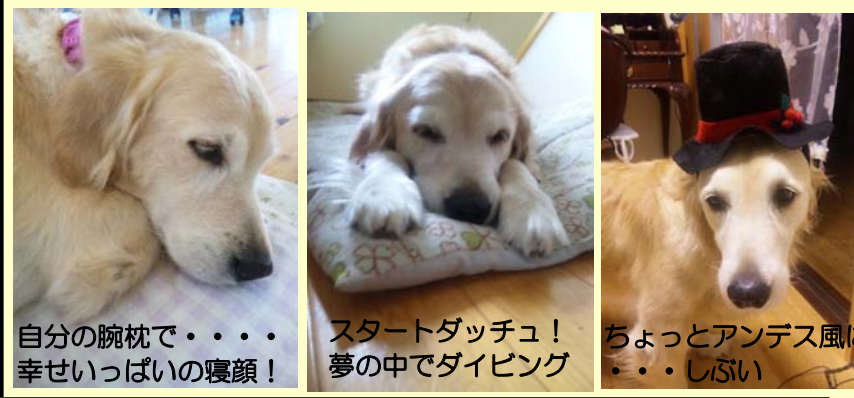 自分の腕枕で・・・・
幸せいっぱいの寝顔！
スタートダッチュ！
夢の中でダイビング
ちょっとアンデス風に
・・・しぶい